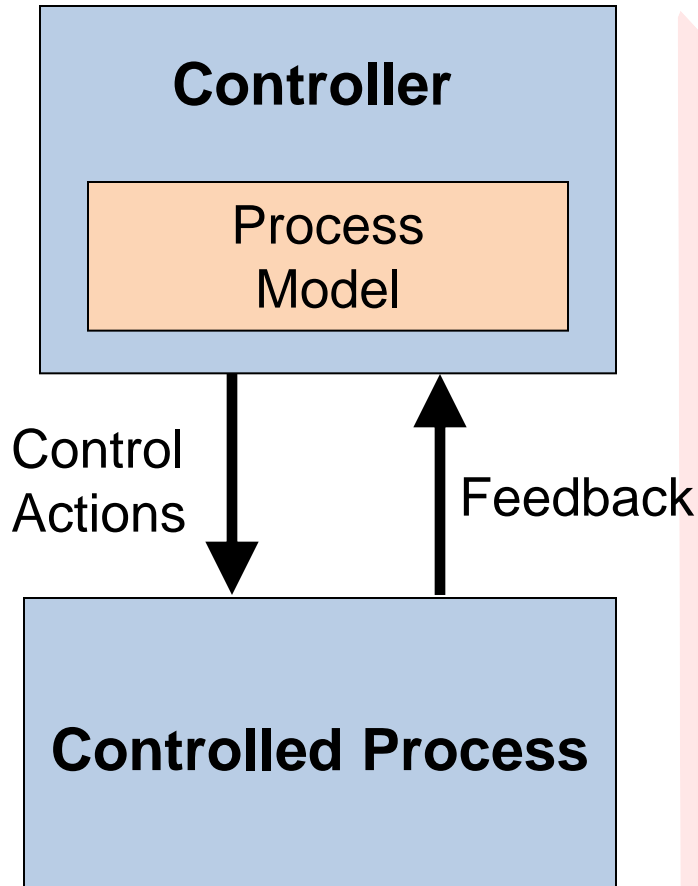 Controller
Process
Model
Control
Actions
Feedback
Controlled Process